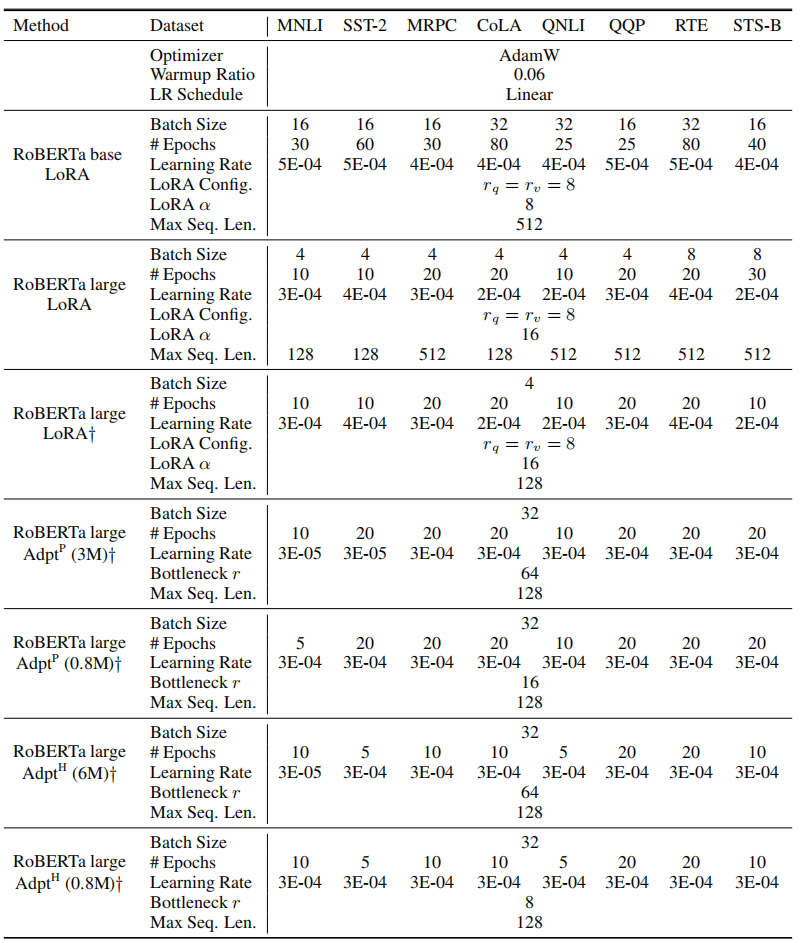 Method Dataset MNLI SST-2 MRPC CoLA QNLI QQP RTE STS-B
Optimizer AdamW
Warmup Ratio 0.06
LR Schedule Linear
RoBERTa base LoRA
Batch Size 16 16 16 32 32 16 32 16
# Epochs 30 60 30 80 25 25 80 40
Learning Rate 5E-04 5E-04 4E-04 4E-04 4E-04 5E-04 5E-04 4E-04
LoRA Config. r_q = r_v = 8
LoRA α 8
Max Seq. Len. 512
RoBERTa large LoRA
Batch Size 4 4 4 4 4 4 8 8
# Epochs 10 10 20 20 10 20 20 30
Learning Rate 3E-04 4E-04 3E-04 2E-04 2E-04 3E-04 4E-04 2E-04
LoRA Config. r_q = r_v = 8
LoRA α 16
Max Seq. Len. 128 128 512 128 512 512 512 512
RoBERTa large LoRA†
Batch Size 4
# Epochs 10 10 20 20 10 20 20 10
Learning Rate 3E-04 4E-04 3E-04 2E-04 2E-04 3E-04 4E-04 2E-04
LoRA Config. r_q = r_v = 8
LoRA α 16
Max Seq. Len. 128
RoBERTa large Adpt^P (3M)†
Batch Size 32
# Epochs 10 20 20 20 10 20 20 20
Learning Rate 3E-05 3E-05 3E-04 3E-04 3E-04 3E-04 3E-04 3E-04
Bottleneck r 64
Max Seq. Len. 128
RoBERTa large Adpt^P (0.8M)†
Batch Size 32
# Epochs 5 20 20 20 10 20 20 20
Learning Rate 3E-04 3E-04 3E-04 3E-04 3E-04 3E-04 3E-04 3E-04
Bottleneck r 16
Max Seq. Len. 128
RoBERTa large Adpt^H (6M)†
Batch Size 32
# Epochs 10 5 10 10 5 20 20 10
Learning Rate 3E-05 3E-04 3E-04 3E-04 3E-04 3E-04 3E-04 3E-04
Bottleneck r 64
Max Seq. Len. 128
RoBERTa large Adpt^H (0.8M)†
Batch Size 32
# Epochs 10 5 10 10 5 20 20 10
Learning Rate 3E-04 3E-04 3E-04 3E-04 3E-04 3E-04 3E-04 3E-04
Bottleneck r 8
Max Seq. Len. 128